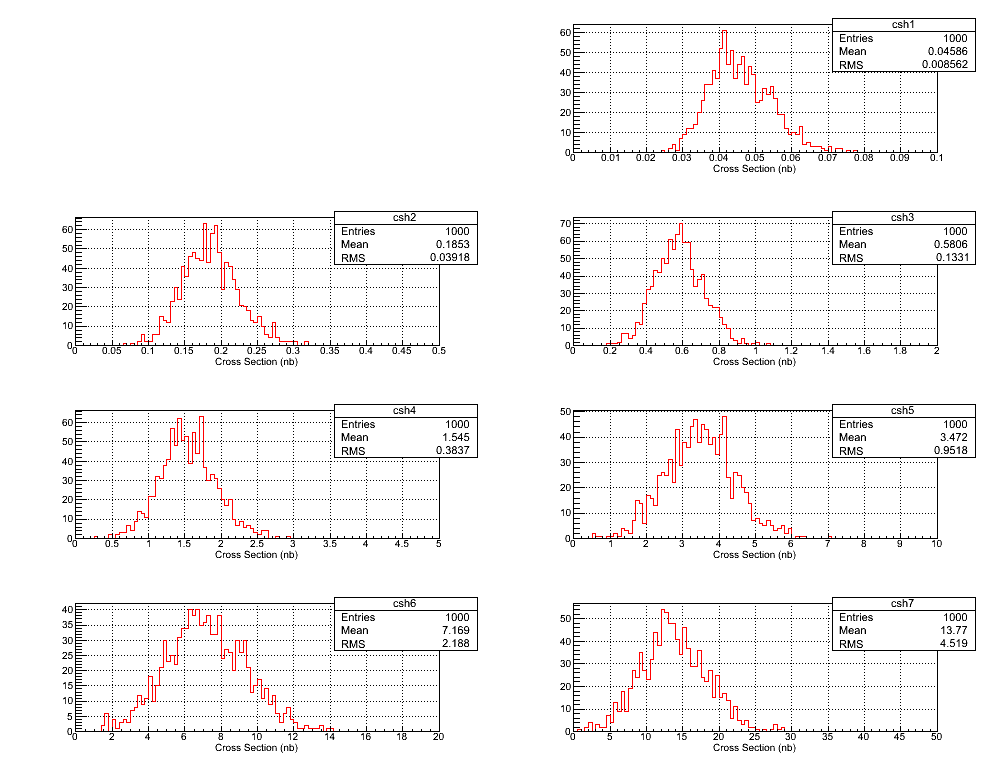 csh1
Entries 1000
Mean 0.04586
RMS 0.008562
60
50
40
30
20
10
0
0 0.01 0.02 0.03 0.04 0.05 0.06 0.07 0.08 0.09 0.1
Cross Section (nb)
csh2
Entries 1000
Mean 0.1853
RMS 0.03918
60
50
40
30
20
10
0
0 0.05 0.1 0.15 0.2 0.25 0.3 0.35 0.4 0.45 0.5
Cross Section (nb)
csh3
Entries 1000
Mean 0.5806
RMS 0.1331
70
60
50
40
30
20
10
0
0 0.2 0.4 0.6 0.8 1 1.2 1.4 1.6 1.8 2
Cross Section (nb)
csh4
Entries 1000
Mean 1.545
RMS 0.3837
60
50
40
30
20
10
0
0 0.5 1 1.5 2 2.5 3 3.5 4 4.5 5
Cross Section (nb)
csh5
Entries 1000
Mean 3.472
RMS 0.9518
50
40
30
20
10
0
0 1 2 3 4 5 6 7 8 9 10
Cross Section (nb)
csh6
Entries 1000
Mean 7.169
RMS 2.188
40
35
30
25
20
15
10
5
0
0 2 4 6 8 10 12 14 16 18 20
Cross Section (nb)
csh7
Entries 1000
Mean 13.77
RMS 4.519
50
40
30
20
10
0
0 5 10 15 20 25 30 35 40 45 50
Cross Section (nb)